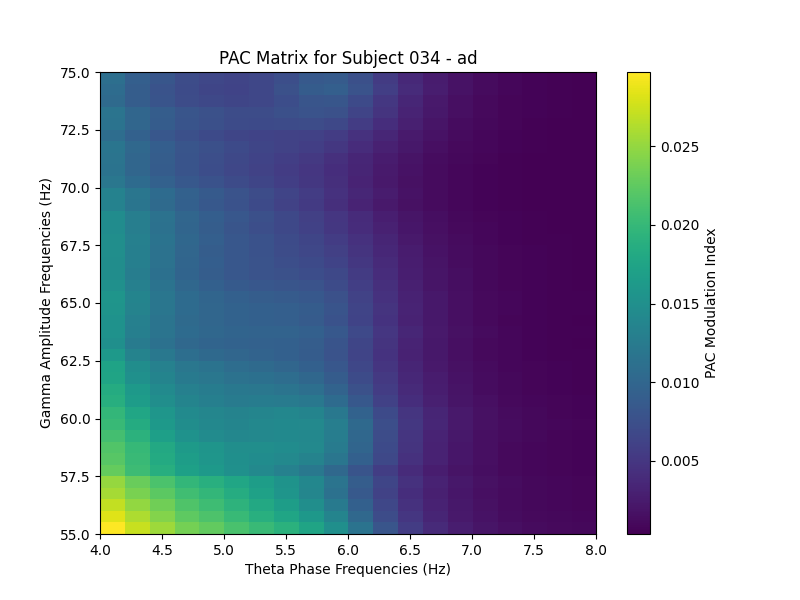 PAC Matrix for Subject 034 - ad
75.0
72.5
70.0
67.5
65.0
62.5
60.0
57.5
55.0
Gamma Amplitude Frequencies (Hz)
4.0 4.5 5.0 5.5 6.0 6.5 7.0 7.5 8.0
Theta Phase Frequencies (Hz)
0.025
0.020
0.015
0.010
0.005
PAC Modulation Index